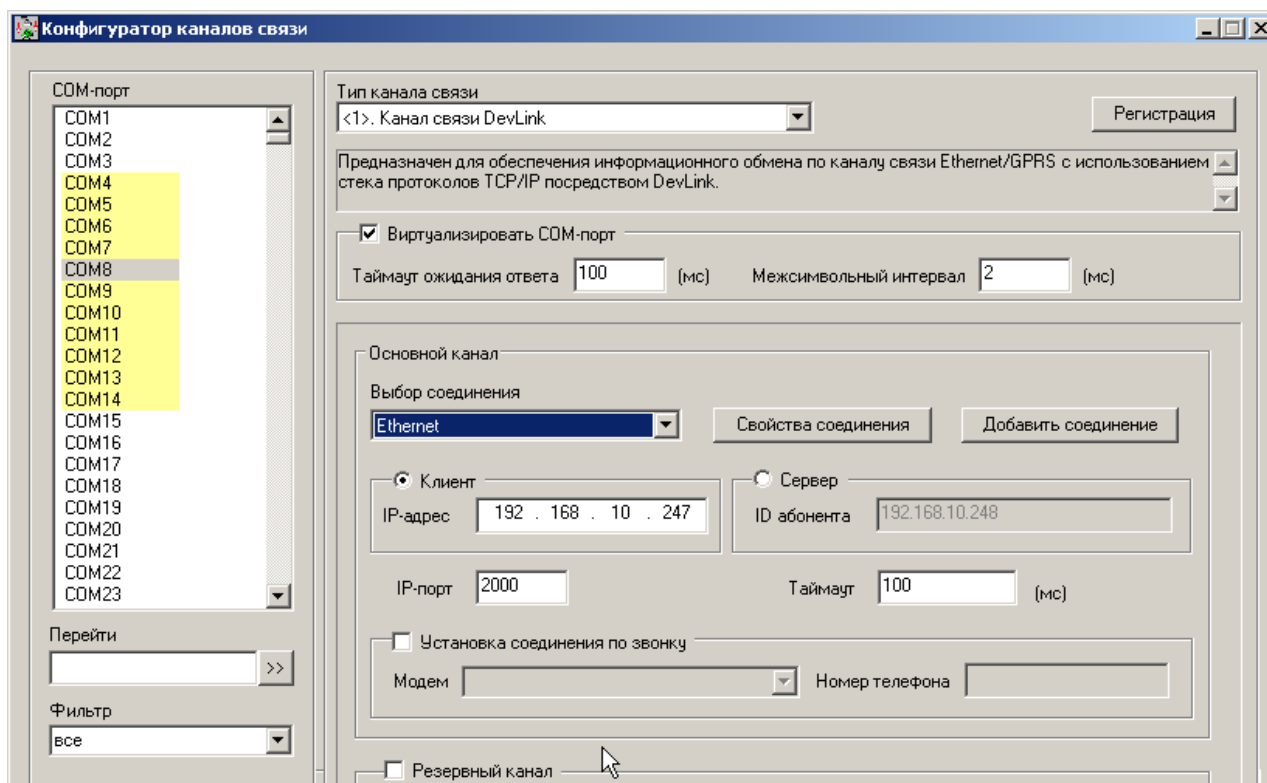 Конфигуратор каналов связи
COM-порт
COM1
COM2
COM3
COM4
COM5
COM6
COM7
COM8
COM9
COM10
COM11
COM12
COM13
COM14
COM15
COM16
COM17
COM18
COM19
COM20
COM21
COM22
COM23
Перейти
>>
Фильтр
все
Тип канала связи
<1>. Канал связи DevLink
Регистрация
Предназначен для обеспечения информационного обмена по каналу связи Ethernet/GPRS с использованием
стека протоколов TCP/IP посредством DevLink.
Виртуализировать COM-порт
Таймаут ожидания ответа 100 (мс) Межсимвольный интервал 2 (мс)
Основной канал
Выбор соединения
Ethernet Свойства соединения Добавить соединение
Клиент Сервер
IP-адрес 192 . 168 . 10 . 247 ID абонента 192.168.10.248
IP-порт 2000 Таймаут 100 (мс)
Установка соединения по звонку
Модем Номер телефона
Резервный канал